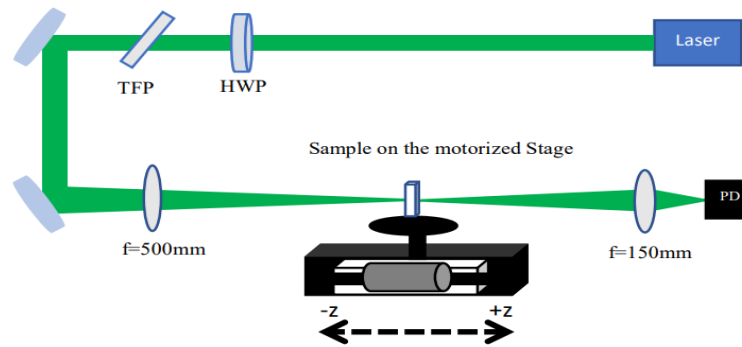 Laser
TFP
HWP
Sample on the motorized Stage
PD
f=500mm
f=150mm
-z
+z